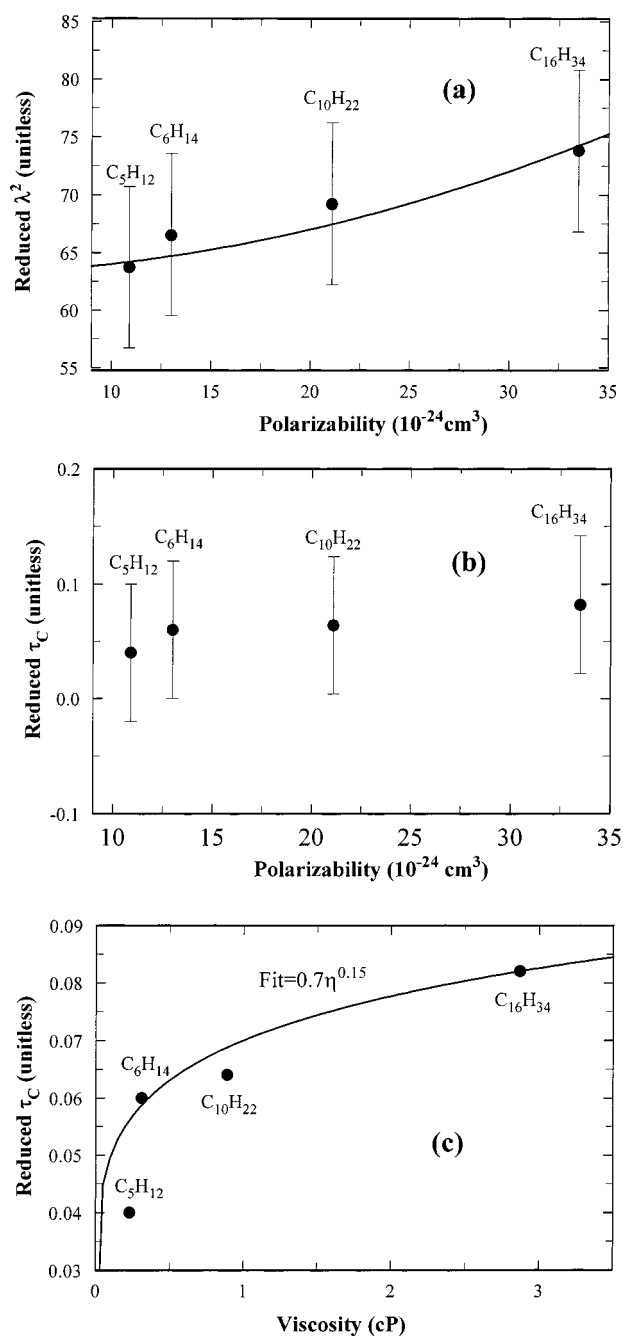 85
80
75
70
65
60
55
Reduced λ² (unitless)
(a)
C₅H₁₂
C₆H₁₄
C₁₀H₂₂
C₁₆H₃₄
10 15 20 25 30 35
Polarizability (10⁻²⁴cm³)
0.2
0.1
0.0
-0.1
Reduced τ_C (unitless)
C₅H₁₂
C₆H₁₄
C₁₀H₂₂
C₁₆H₃₄
(b)
10 15 20 25 30 35
Polarizability (10⁻²⁴ cm³)
0.09
0.08
0.07
0.06
0.05
0.04
0.03
Reduced τ_C (unitless)
Fit=0.7η^0.15
C₁₆H₃₄
C₆H₁₄
C₁₀H₂₂
C₅H₁₂
(c)
0 1 2 3
Viscosity (cP)